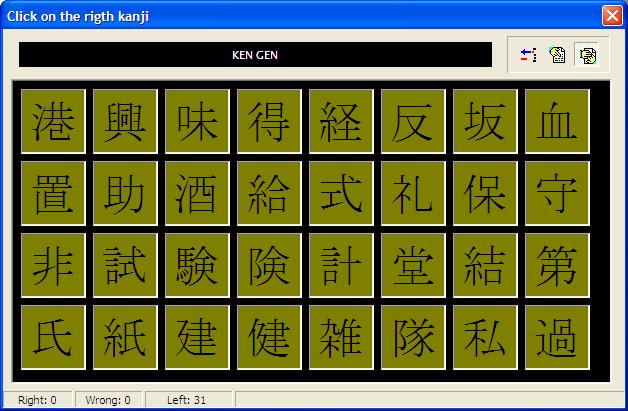 Click on the rigth kanji
KEN GEN
港 興 味 得 経 反 坂 血
置 助 酒 給 式 礼 保 守
非 試 験 険 計 堂 結 第
氏 紙 建 健 雑 隊 私 過
Right: 0 Wrong: 0 Left: 31